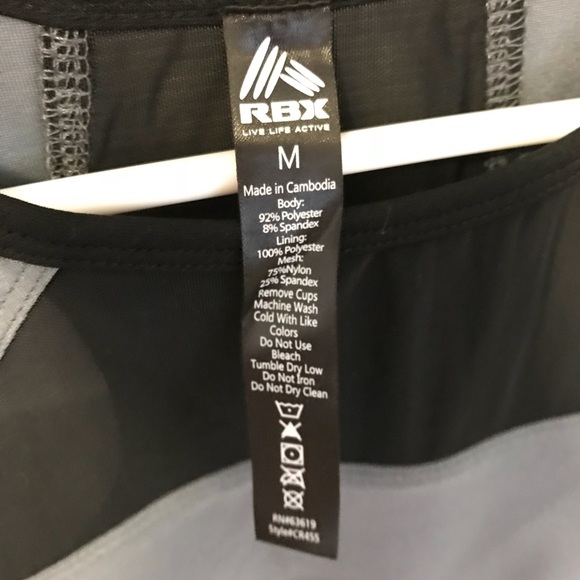 RBX
LIVE LIFE ACTIVE
M
Made in Cambodia
Body:
92% Polyester
8% Spandex
Lining:
100% Polyester
Mesh:
75%Nylon
25% Spandex
Remove Cups
Machine Wash
Cold With Like
Colors
Do Not Use
Bleach
Tumble Dry Low
Do Not Iron
Do Not Dry Clean
RN#63619
Style#CR455